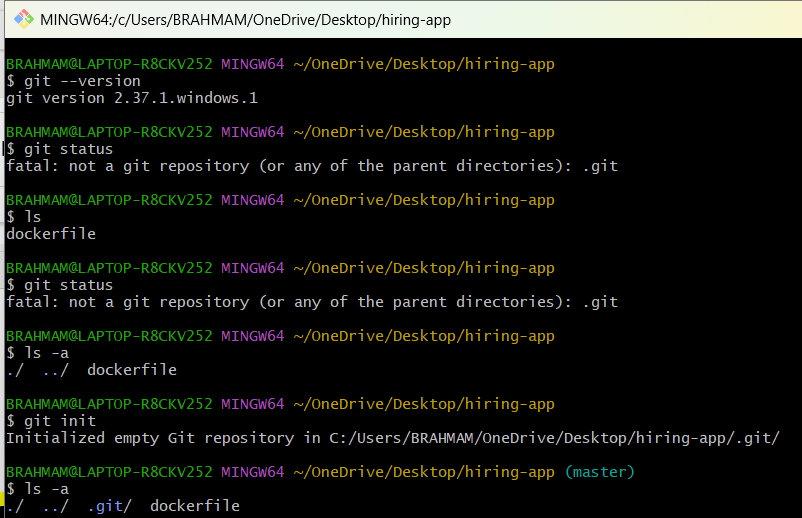 MINGW64:/c/Users/BRAHMAM/OneDrive/Desktop/hiring-app
BRAHMAM@LAPTOP-R8CKV252 MINGW64 ~/OneDrive/Desktop/hiring-app
$ git --version
git version 2.37.1.windows.1
BRAHMAM@LAPTOP-R8CKV252 MINGW64 ~/OneDrive/Desktop/hiring-app
$ git status
fatal: not a git repository (or any of the parent directories): .git
BRAHMAM@LAPTOP-R8CKV252 MINGW64 ~/OneDrive/Desktop/hiring-app
$ ls
dockerfile
BRAHMAM@LAPTOP-R8CKV252 MINGW64 ~/OneDrive/Desktop/hiring-app
$ git status
fatal: not a git repository (or any of the parent directories): .git
BRAHMAM@LAPTOP-R8CKV252 MINGW64 ~/OneDrive/Desktop/hiring-app
$ ls -a
./  ../  dockerfile
BRAHMAM@LAPTOP-R8CKV252 MINGW64 ~/OneDrive/Desktop/hiring-app
$ git init
Initialized empty Git repository in C:/Users/BRAHMAM/OneDrive/Desktop/hiring-app/.git/
BRAHMAM@LAPTOP-R8CKV252 MINGW64 ~/OneDrive/Desktop/hiring-app (master)
$ ls -a
./  ../  .git/  dockerfile